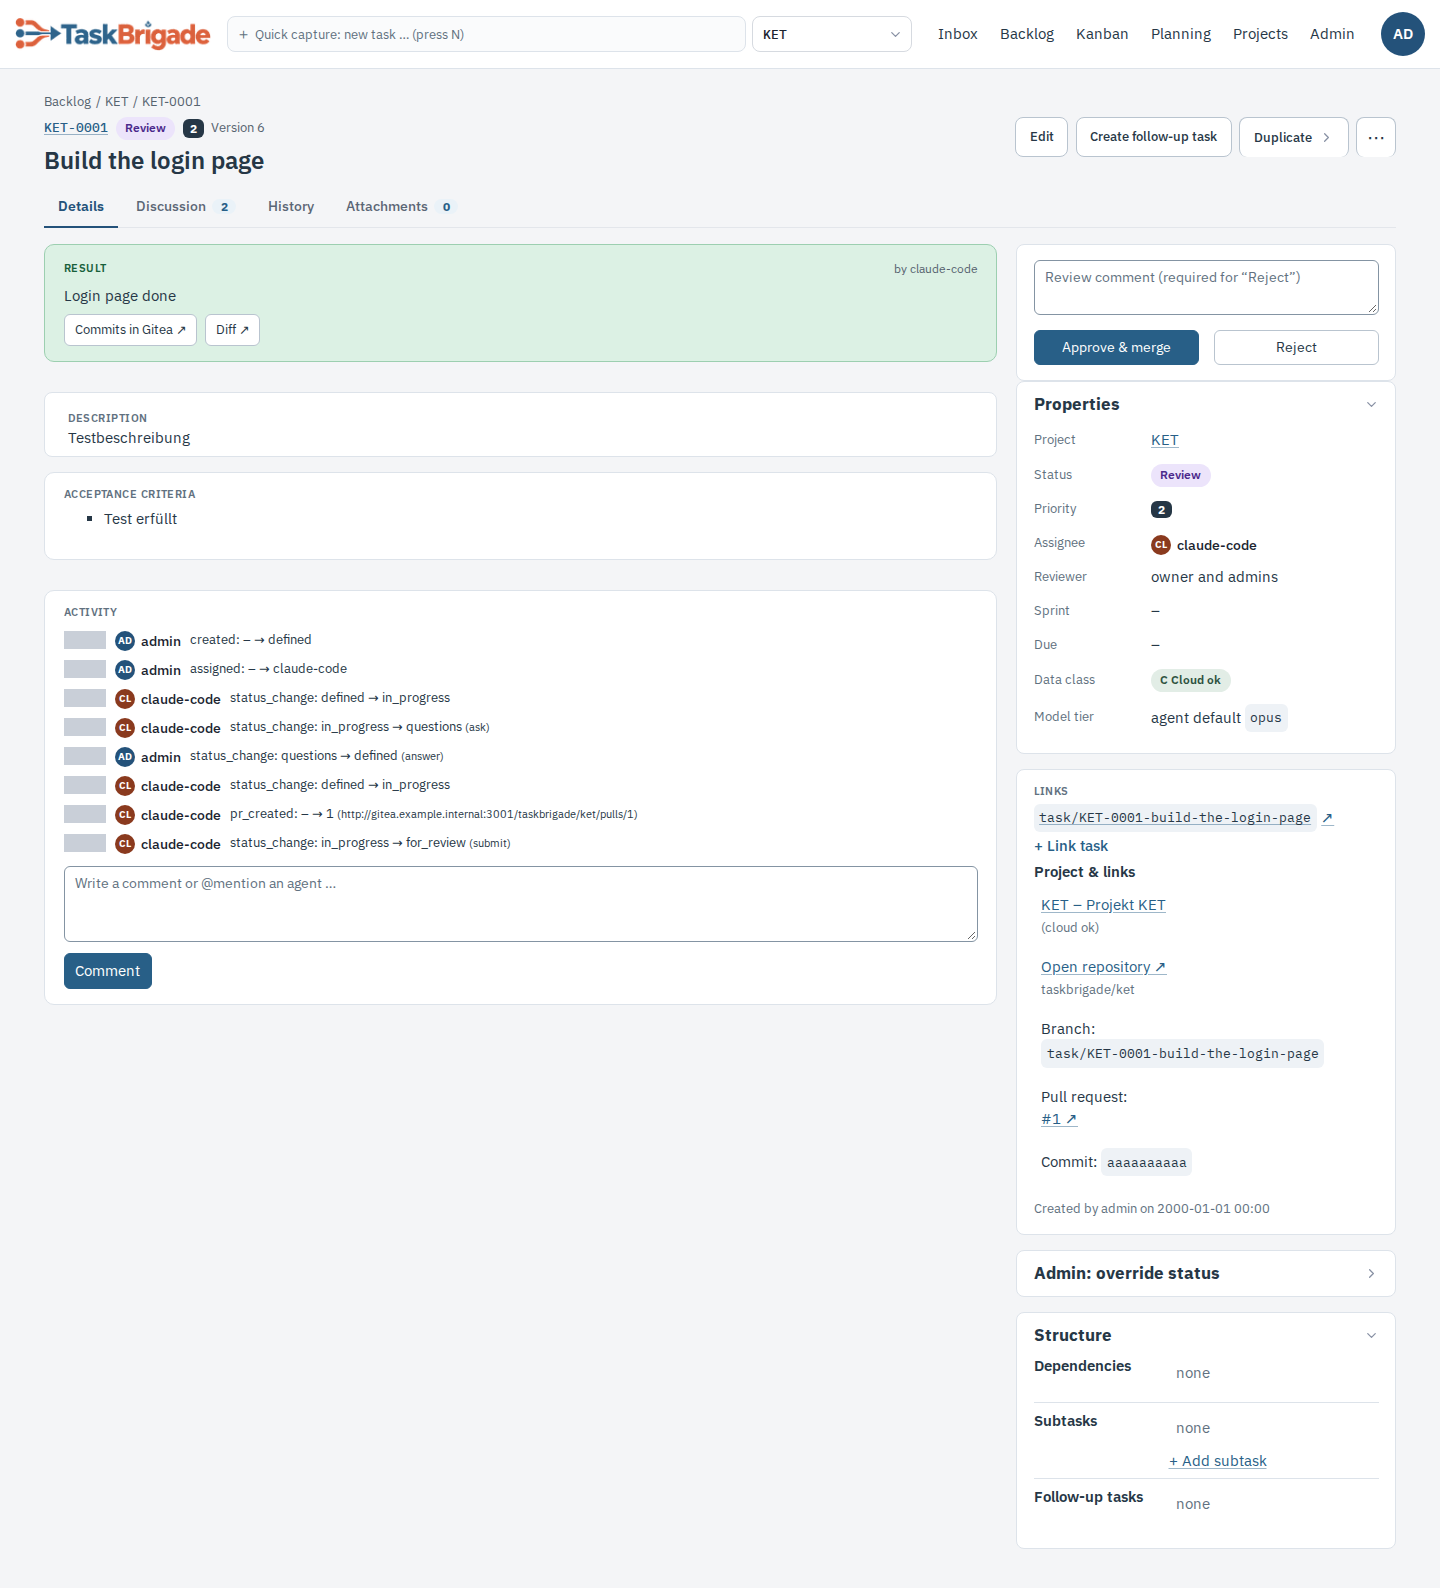 TaskBrigade
+ Quick capture: new task … (press N)
KET
Inbox
Backlog
Kanban
Planning
Projects
Admin
AD
Backlog / KET / KET-0001
KET-0001 Review 2 Version 6
Edit
Create follow-up task
Duplicate
⋯
Build the login page
Details
Discussion 2
History
Attachments 0
RESULT
by claude-code
Login page done
Commits in Gitea ↗
Diff ↗
DESCRIPTION
Testbeschreibung
ACCEPTANCE CRITERIA
Test erfüllt
ACTIVITY
AD admin created: – → defined
AD admin assigned: – → claude-code
CL claude-code status_change: defined → in_progress
CL claude-code status_change: in_progress → questions (ask)
AD admin status_change: questions → defined (answer)
CL claude-code status_change: defined → in_progress
CL claude-code pr_created: – → 1 (http://gitea.example.internal:3001/taskbrigade/ket/pulls/1)
CL claude-code status_change: in_progress → for_review (submit)
Write a comment or @mention an agent …
Comment
Review comment (required for “Reject”)
Approve & merge
Reject
Properties
Project KET
Status Review
Priority 2
Assignee CL claude-code
Reviewer owner and admins
Sprint –
Due –
Data class C Cloud ok
Model tier agent default opus
LINKS
task/KET-0001-build-the-login-page ↗
+ Link task
Project & links
KET – Projekt KET
(cloud ok)
Open repository ↗
taskbrigade/ket
Branch:
task/KET-0001-build-the-login-page
Pull request:
#1 ↗
Commit: aaaaaaaaaa
Created by admin on 2000-01-01 00:00
Admin: override status
Structure
Dependencies
none
Subtasks
none
+ Add subtask
Follow-up tasks
none